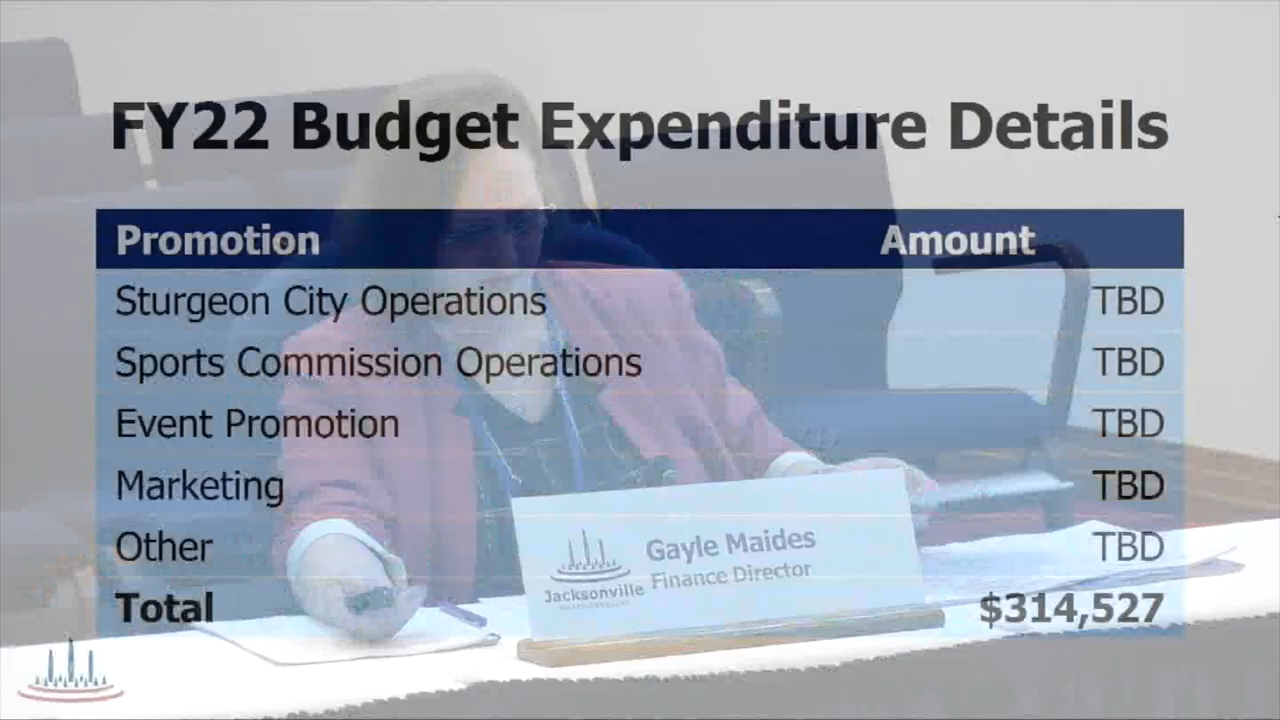 FY22 Budget Expenditure Details
Promotion Amount
Sturgeon City Operations TBD
Sports Commission Operations TBD
Event Promotion TBD
Marketing TBD
Other TBD
Total $314,527
Gayle Maides
Finance Director
Jacksonville